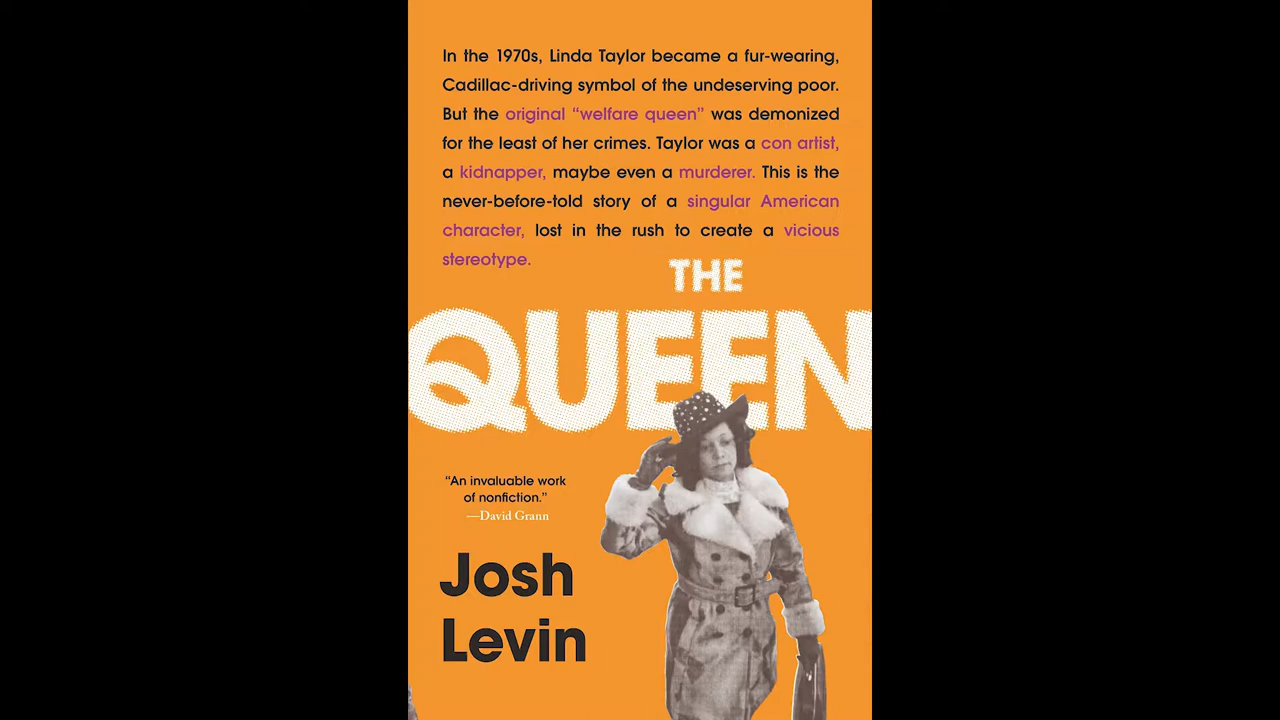 In the 1970s, Linda Taylor became a fur-wearing,
Cadillac-driving symbol of the undeserving poor.
But the original “welfare queen” was demonized
for the least of her crimes. Taylor was a con artist,
a kidnapper, maybe even a murderer. This is the
never-before-told story of a singular American
character, lost in the rush to create a vicious
stereotype.
THE
QUEEN
“An invaluable work
of nonfiction.”
—David Grann
Josh
Levin